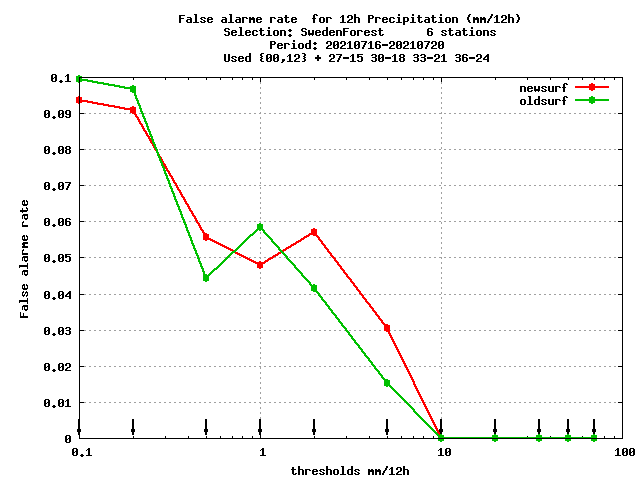 False alarme rate  for 12h Precipitation (mm/12h)
Selection: SwedenForest      6 stations
Period: 20210716-20210720
Used {00,12} + 27-15 30-18 33-21 36-24
newsurf
oldsurf
0.1
0.09
0.08
0.07
0.06
0.05
0.04
0.03
0.02
0.01
0
False alarme rate
0.1 1 10 100
thresholds mm/12h